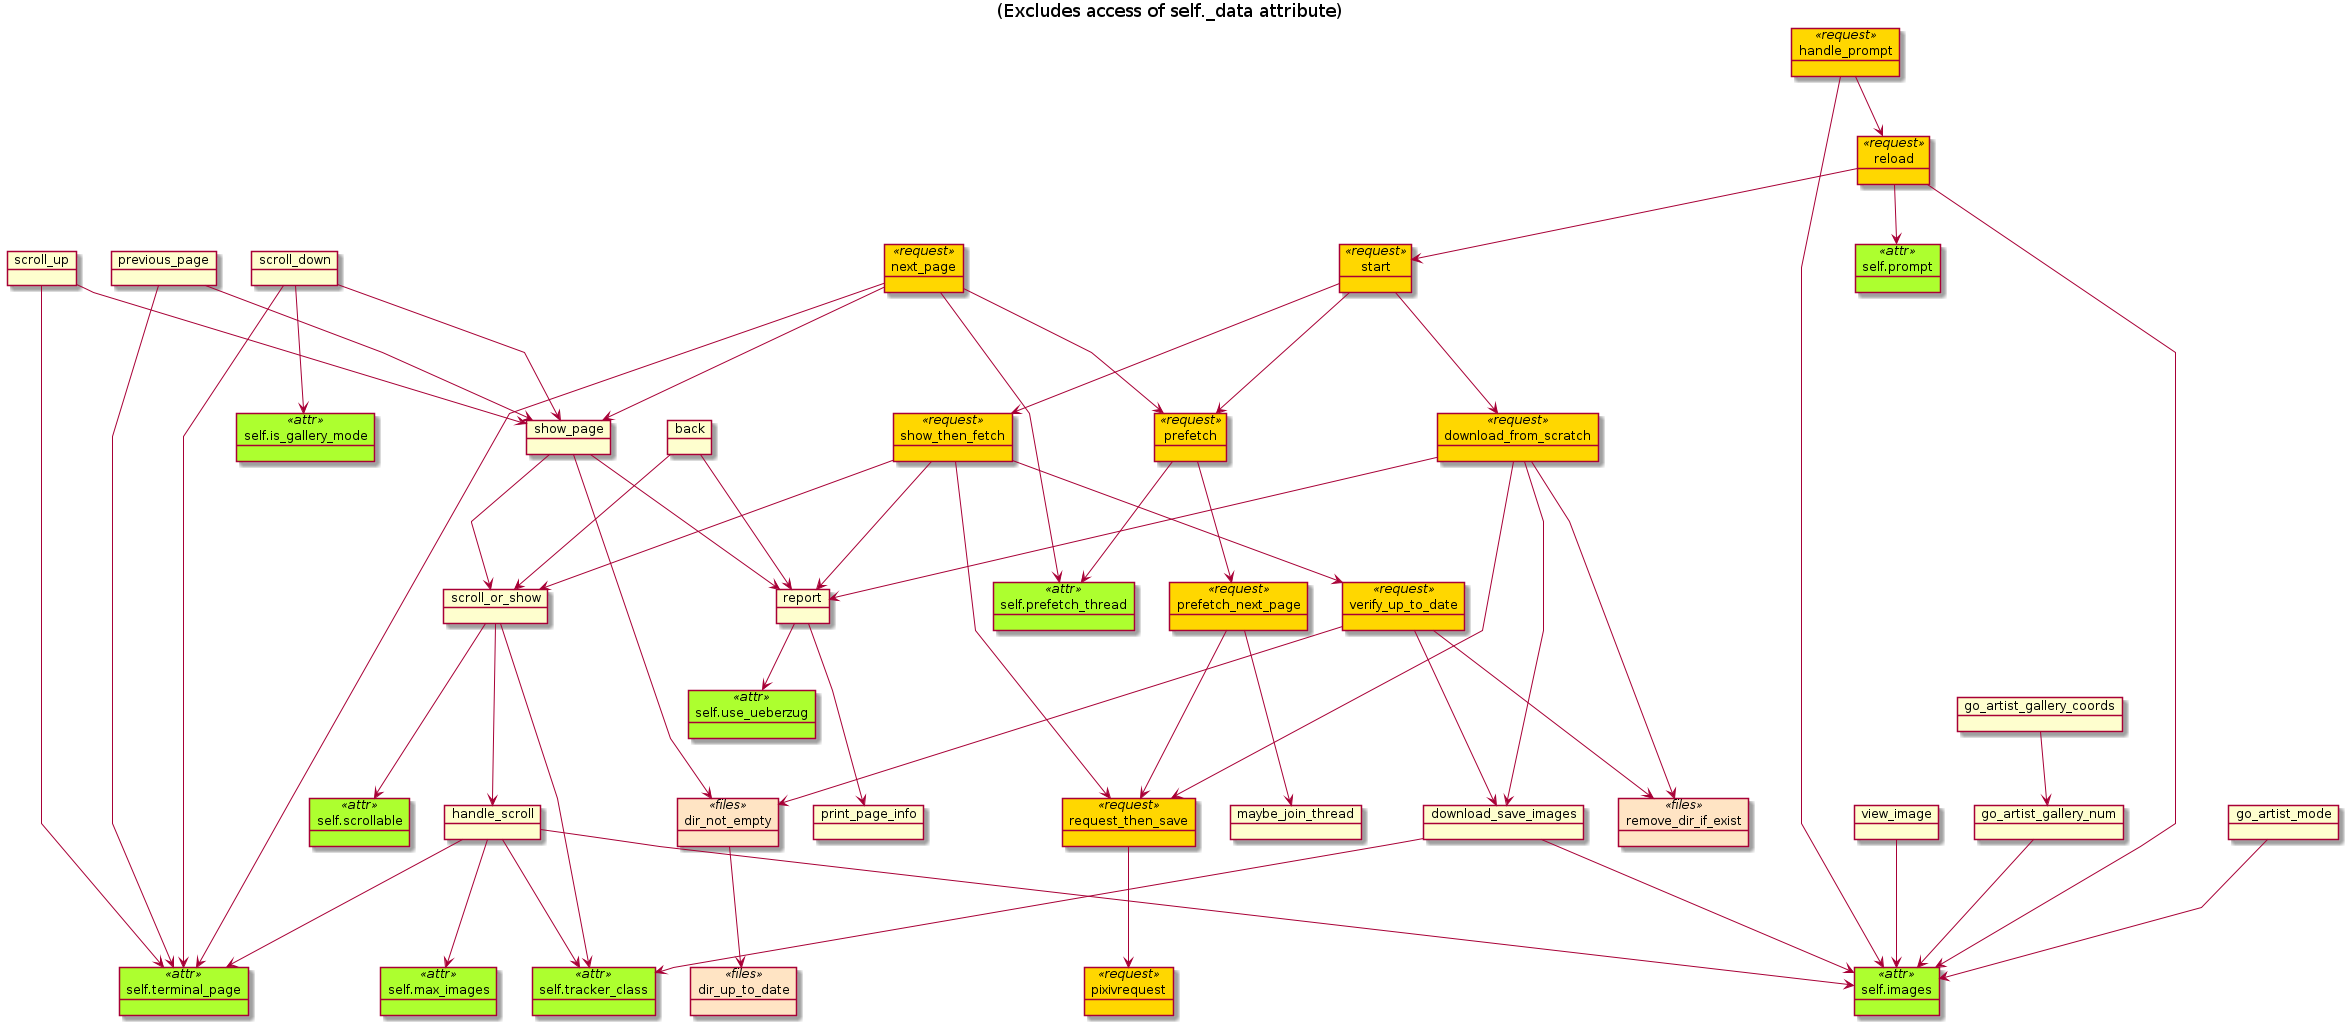 (Excludes access of self._data attribute)
«request»
handle_prompt
«request»
reload
scroll_up
previous_page
scroll_down
«request»
next_page
«request»
start
«attr»
self.prompt
«attr»
self.is_gallery_mode
show_page
back
«request»
show_then_fetch
«request»
prefetch
«request»
download_from_scratch
scroll_or_show
report
«attr»
self.prefetch_thread
«request»
prefetch_next_page
«request»
verify_up_to_date
«attr»
self.use_ueberzug
go_artist_gallery_coords
«attr»
self.scrollable
handle_scroll
«files»
dir_not_empty
print_page_info
«request»
request_then_save
maybe_join_thread
download_save_images
«files»
remove_dir_if_exist
view_image
go_artist_gallery_num
go_artist_mode
«attr»
self.terminal_page
«attr»
self.max_images
«attr»
self.tracker_class
«files»
dir_up_to_date
«request»
pixivrequest
«attr»
self.images